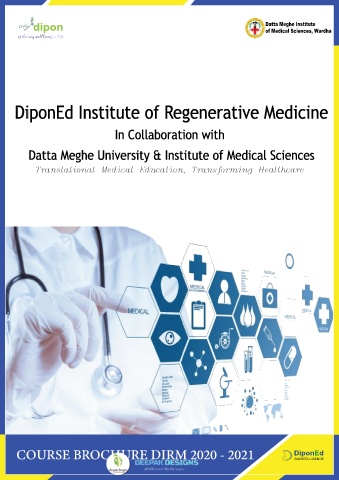 dipon
Datta Meghe Institute
of Medical Sciences, Wardha
DiponEd Institute of Regenerative Medicine
In Collaboration with
Datta Meghe University & Institute of Medical Sciences
Translational Medical Education, Transforming Healthcare
MEDICAL
MEDICAL
MEDICAL
COURSE BROCHURE DIRM 2020 - 2021
DEEPAK DESIGNS
DiponEd